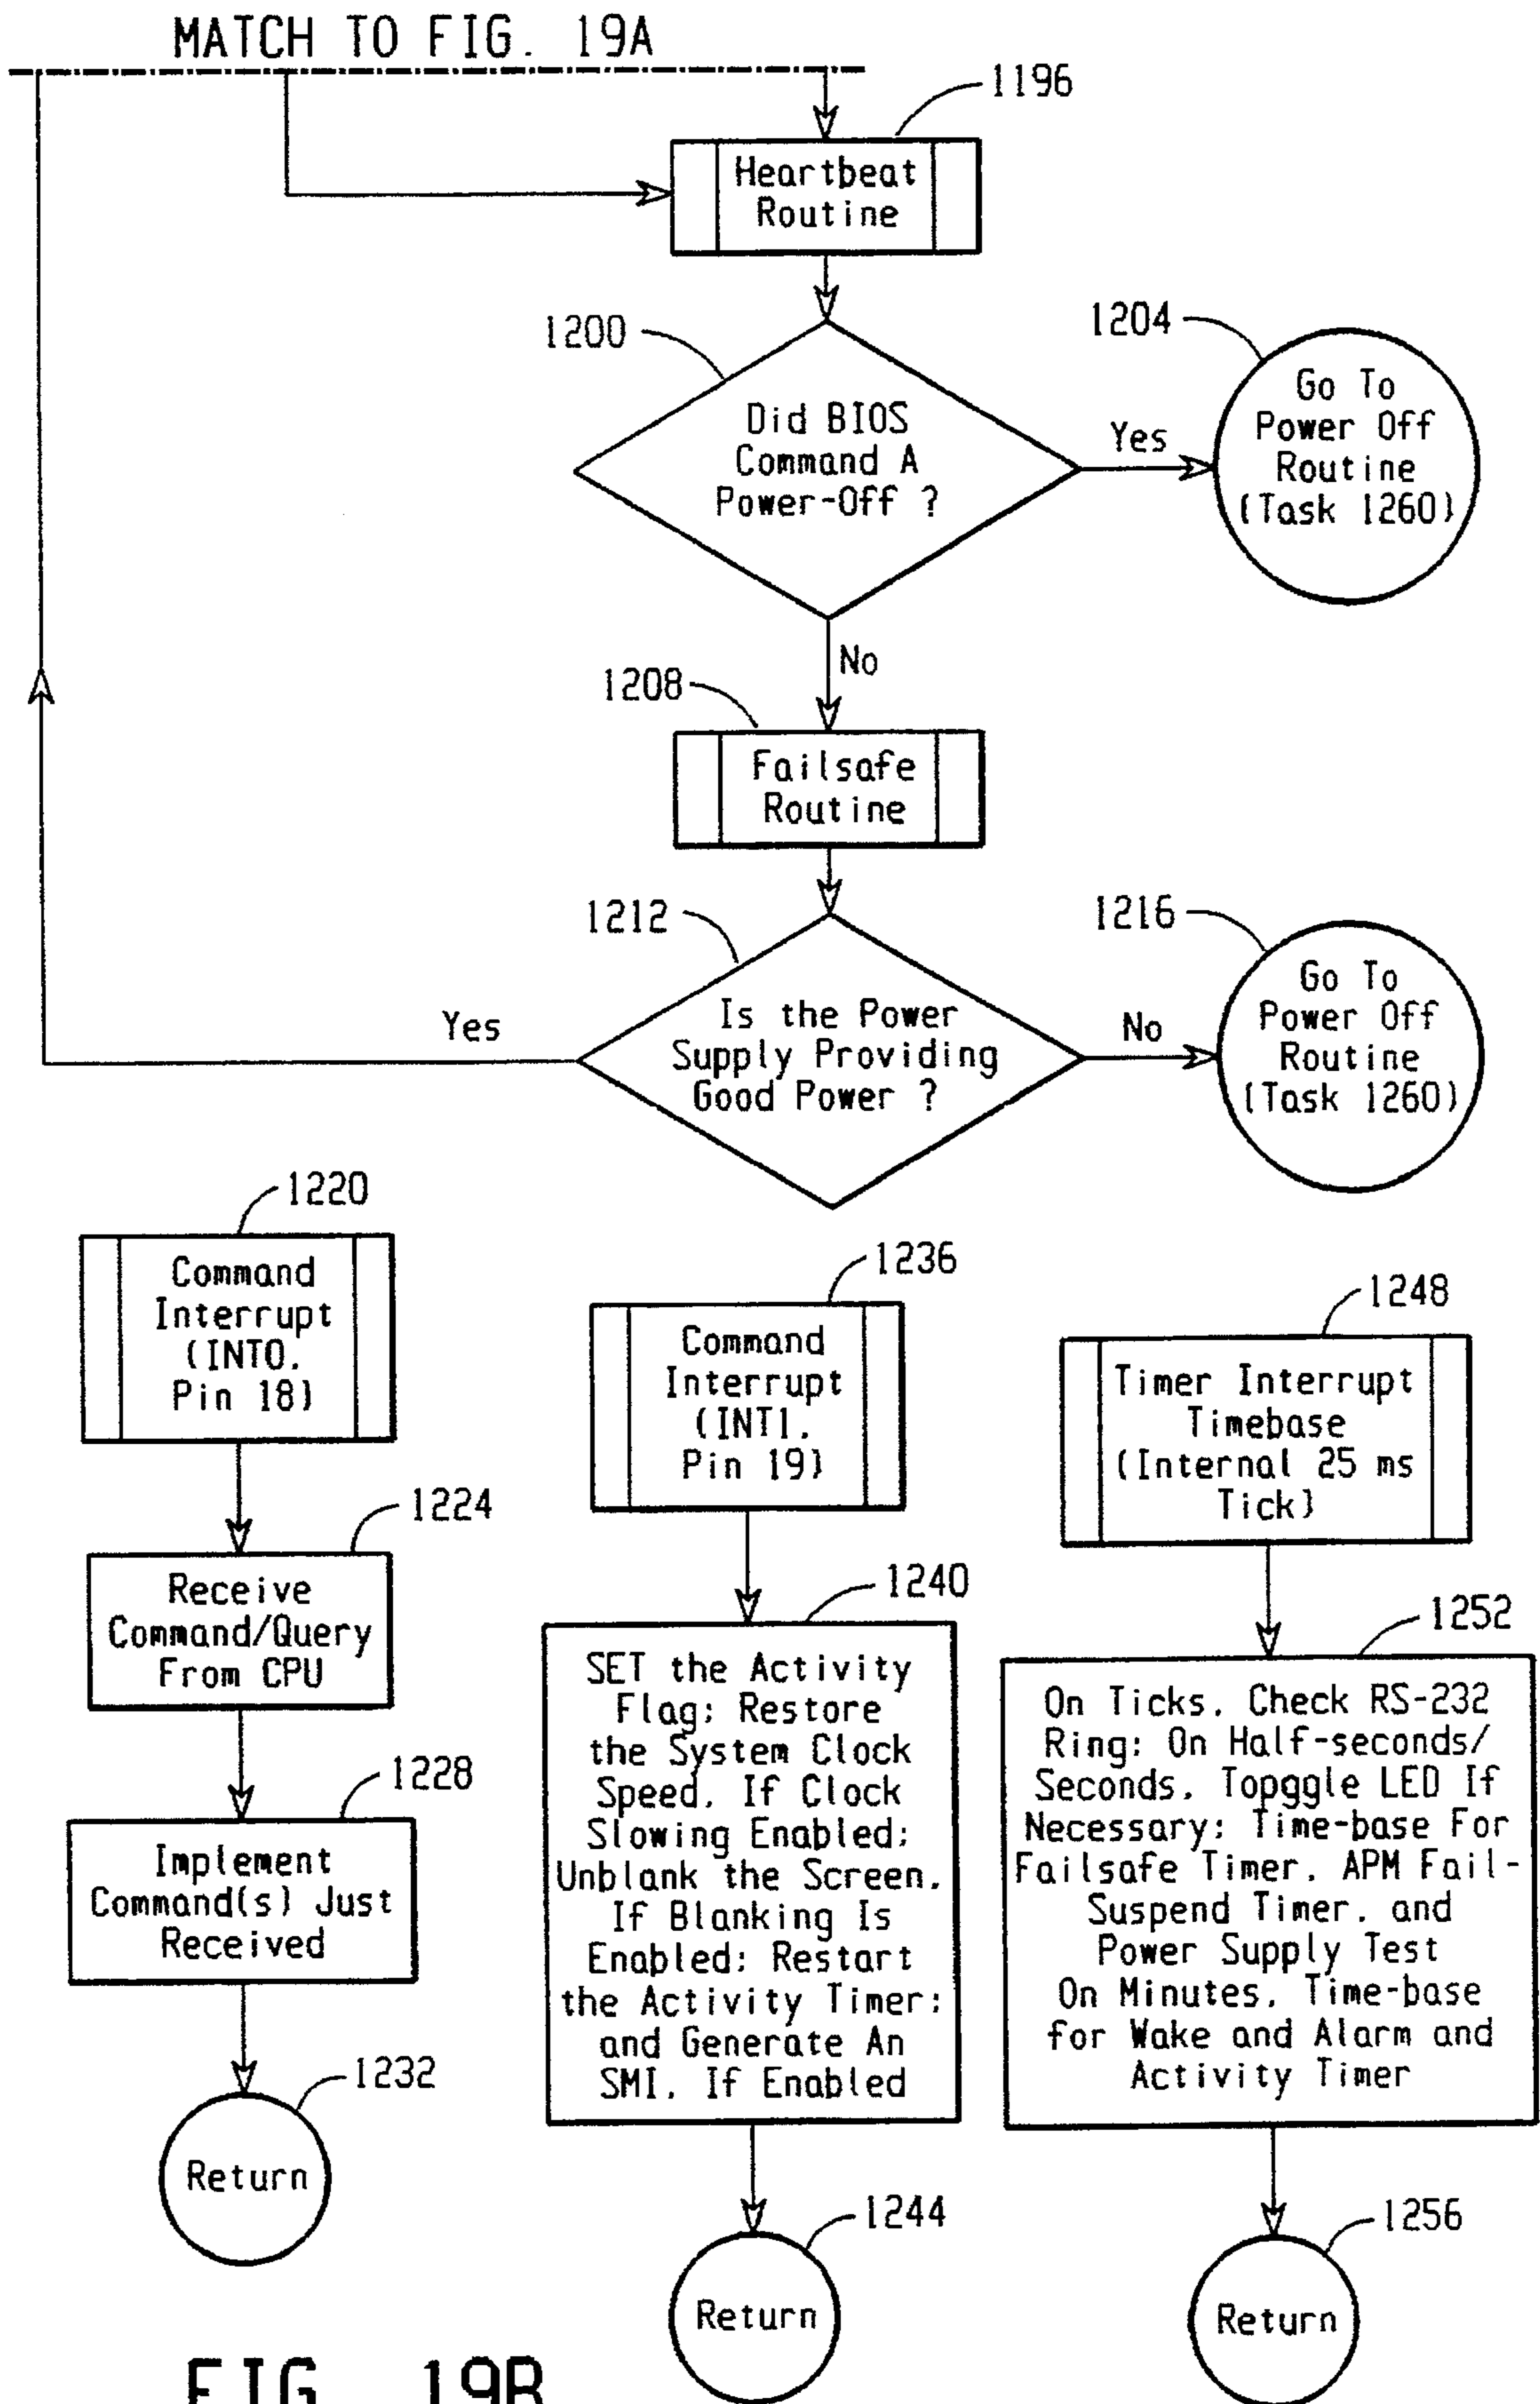 MATCH TO FIG. 19A
1196
Heartbeat
Routine
1200
Did BIOS
Command A
Power-Off ?
Yes
1204
Go To
Power Off
Routine
(Task 1260)
No
1208
Failsafe
Routine
1212
Is the Power
Supply Providing
Good Power ?
Yes
No
1216
Go To
Power Off
Routine
(Task 1260)
1220
Command
Interrupt
(INT0,
Pin 18)
1224
Receive
Command/Query
From CPU
1228
Implement
Command(s) Just
Received
1232
Return
1236
Command
Interrupt
(INT1,
Pin 19)
1240
SET the Activity
Flag; Restore
the System Clock
Speed, If Clock
Slowing Enabled;
Unblank the Screen,
If Blanking Is
Enabled; Restart
the Activity Timer;
and Generate An
SMI, If Enabled
1244
Return
1248
Timer Interrupt
Timebase
(Internal 25 ms
Tick)
1252
On Ticks, Check RS-232
Ring; On Half-seconds/
Seconds, Topggle LED If
Necessary; Time-base For
Failsafe Timer, APM Fail-
Suspend Timer, and
Power Supply Test
On Minutes, Time-base
for Wake and Alarm and
Activity Timer
1256
Return
FIG. 19B